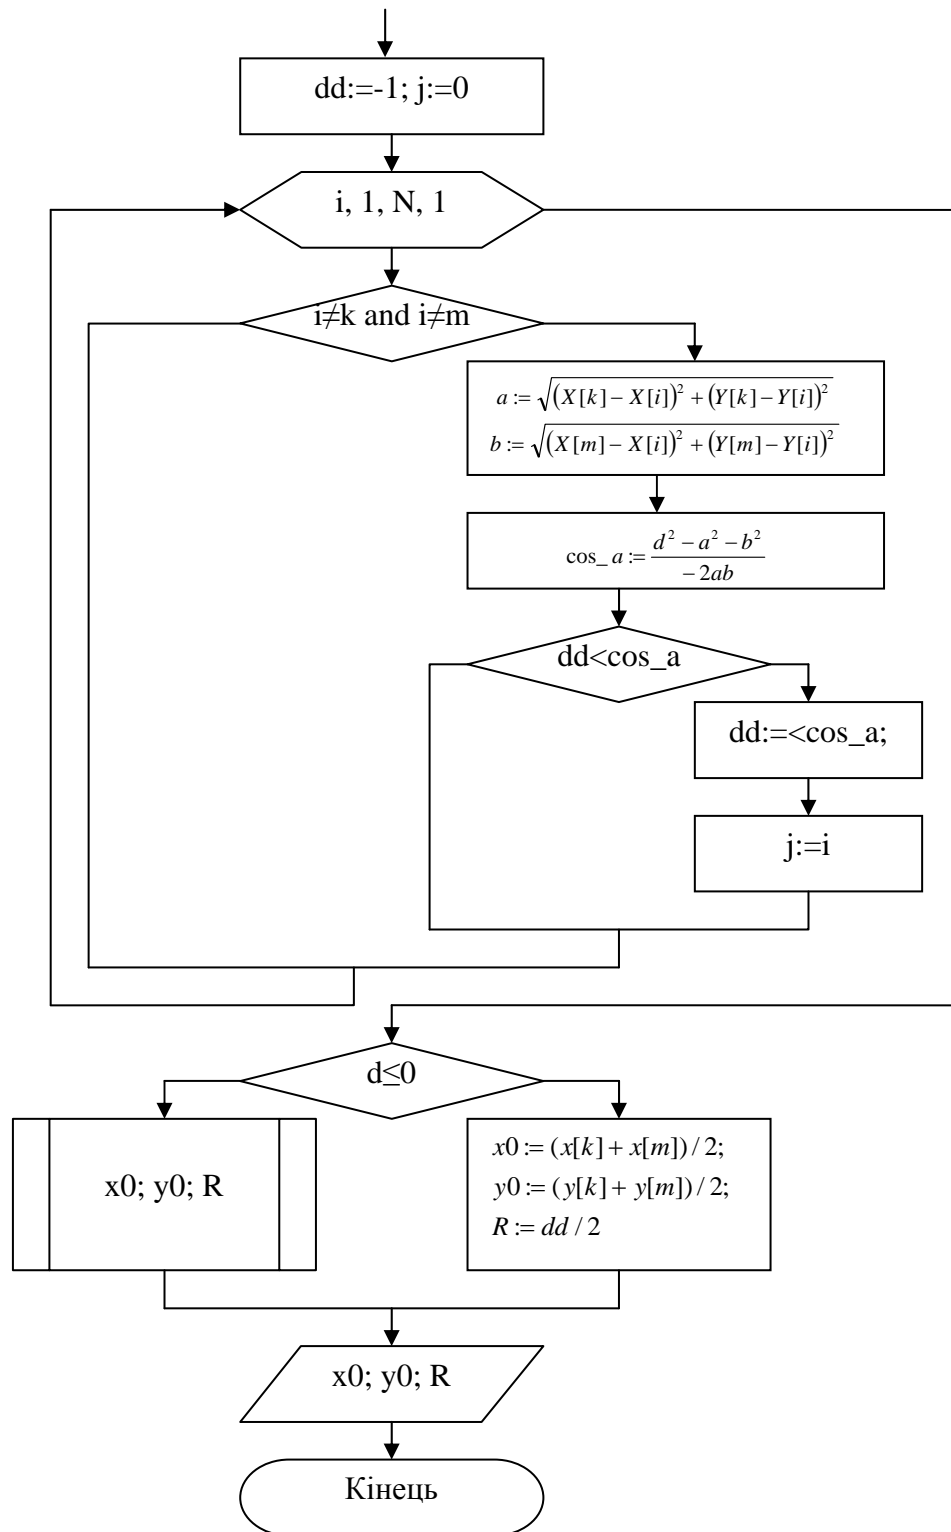 dd:=-1; j:=0
i, 1, N, 1
i≠k and i≠m
a := √((X[k] − X[i])² + (Y[k] − Y[i])²)
b := √((X[m] − X[i])² + (Y[m] − Y[i])²)
cos_ a := (d² − a² − b²) / (− 2ab)
dd<cos_a
dd:=<cos_a;
j:=i
d≤0
x0; y0; R
x0 := (x[k] + x[m]) / 2;
y0 := (y[k] + y[m]) / 2;
R := dd / 2
x0; y0; R
Кінець